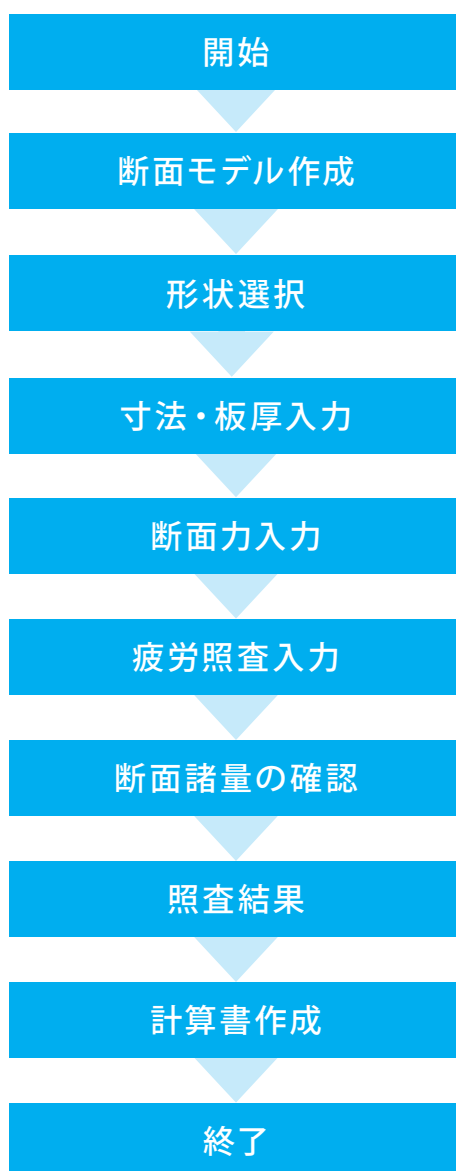 開始
断面モデル作成
形状選択
寸法・板厚入力
断面力入力
疲労照査入力
断面諸量の確認
照査結果
計算書作成
終了